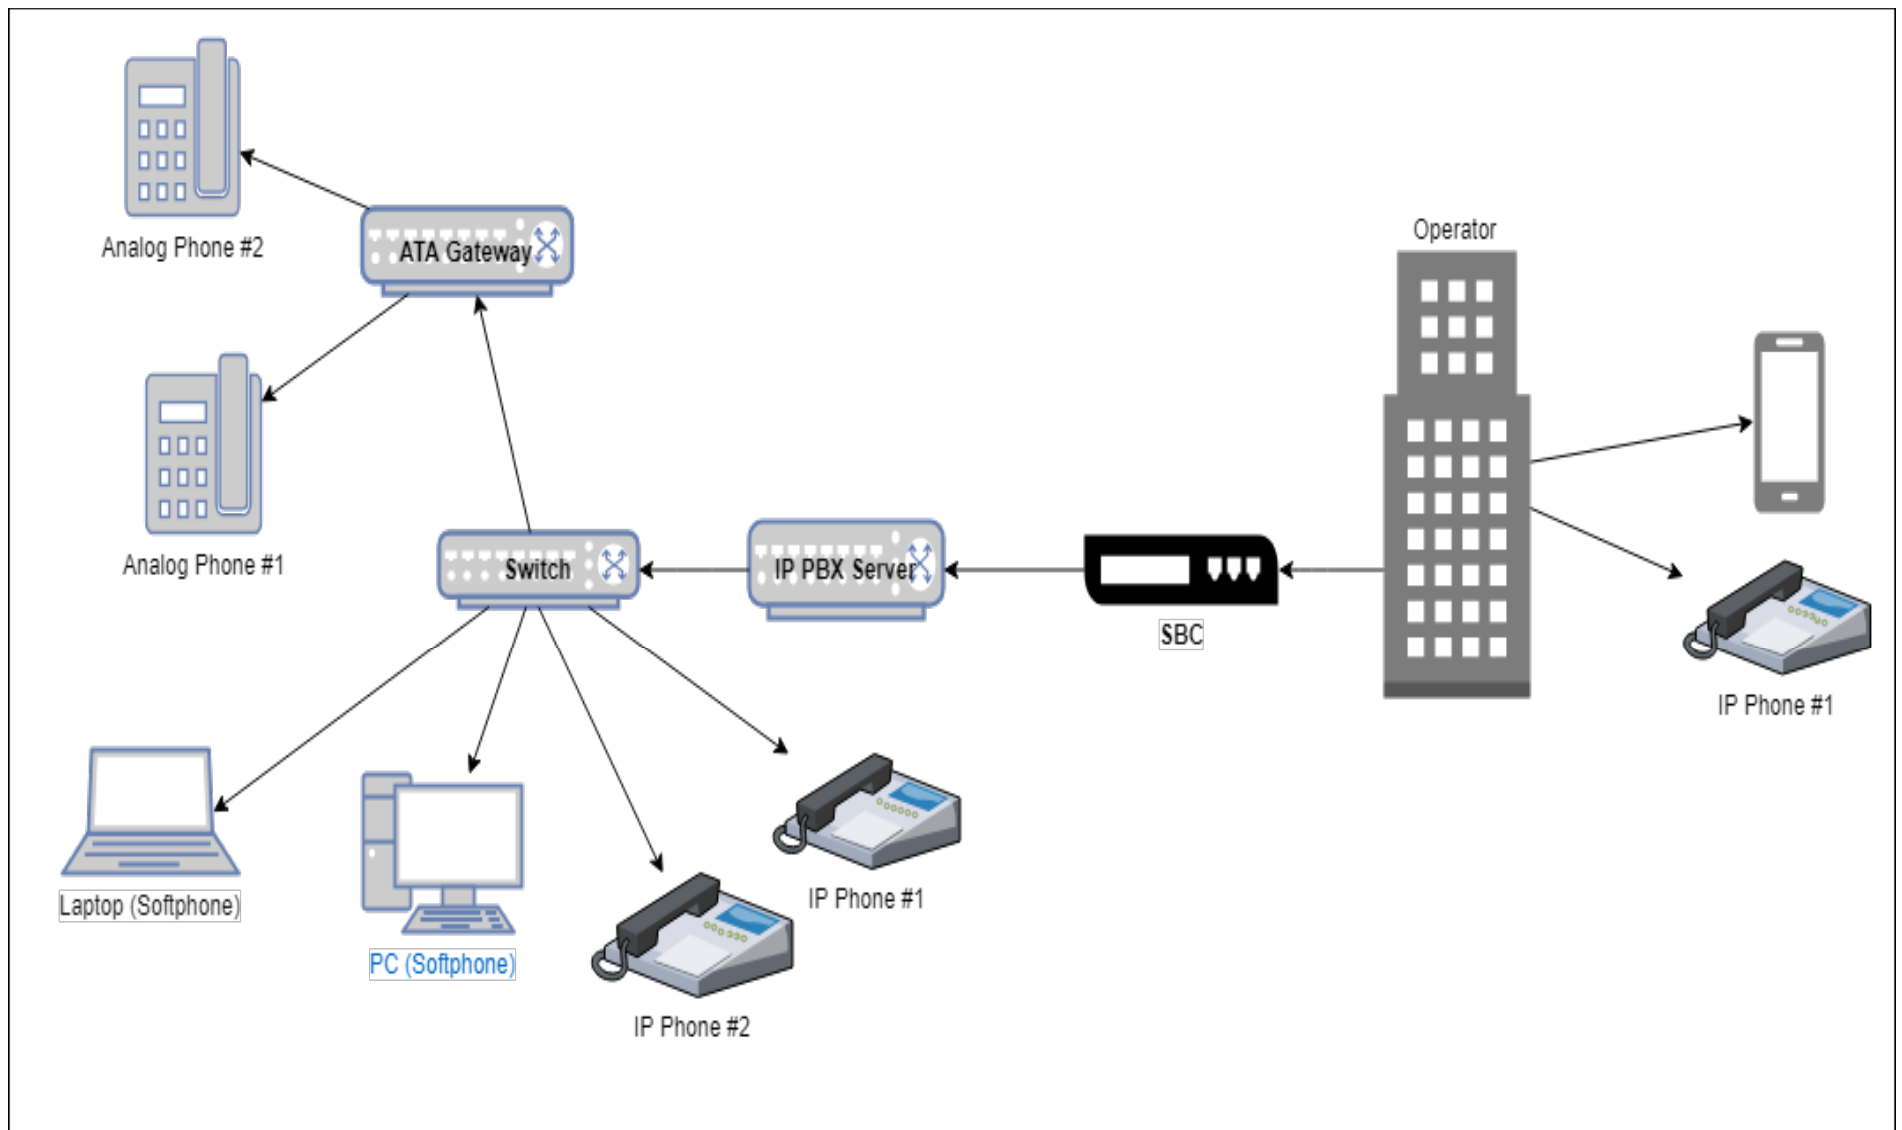 Analog Phone #2
ATA Gateway
Operator
Analog Phone #1
Switch
IP PBX Server
SBC
IP Phone #1
Laptop (Softphone)
PC (Softphone)
IP Phone #1
IP Phone #2